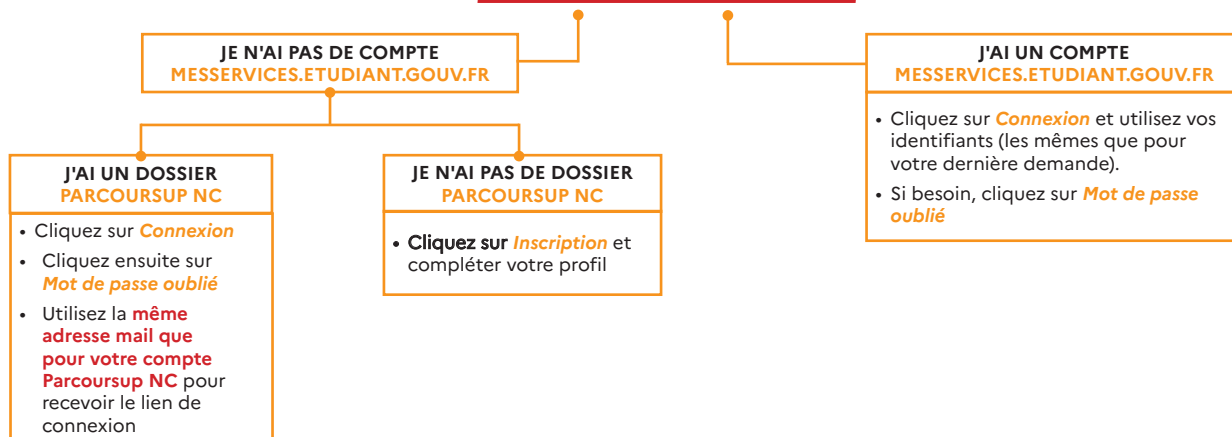 JE N'AI PAS DE COMPTE
MESSERVICES.ETUDIANT.GOUV.FR
J'AI UN DOSSIER
PARCOURSUP NC
• Cliquez sur Connexion
• Cliquez ensuite sur
Mot de passe oublié
• Utilisez la même
adresse mail que
pour votre compte
Parcoursup NC pour
recevoir le lien de
connexion
JE N'AI PAS DE DOSSIER
PARCOURSUP NC
• Cliquez sur Inscription et
compléter votre profil
J'AI UN COMPTE
MESSERVICES.ETUDIANT.GOUV.FR
• Cliquez sur Connexion et utilisez vos
identifiants (les mêmes que pour
votre dernière demande).
• Si besoin, cliquez sur Mot de passe
oublié